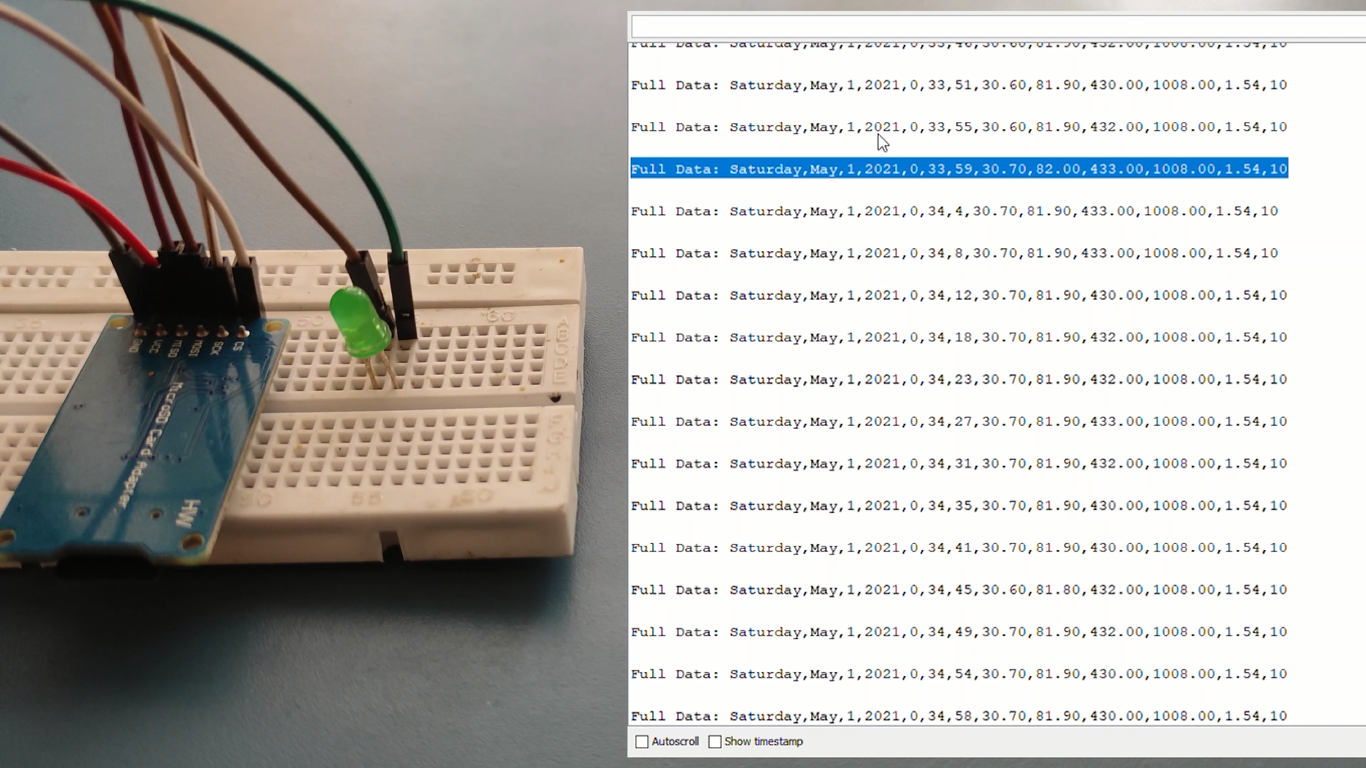 Full Data: Saturday,May,1,2021,0,33,46,30.60,81.90,432.00,1008.00,1.54,10
Full Data: Saturday,May,1,2021,0,33,51,30.60,81.90,430.00,1008.00,1.54,10
Full Data: Saturday,May,1,2021,0,33,55,30.60,81.90,432.00,1008.00,1.54,10
Full Data: Saturday,May,1,2021,0,33,59,30.70,82.00,433.00,1008.00,1.54,10
Full Data: Saturday,May,1,2021,0,34,4,30.70,81.90,433.00,1008.00,1.54,10
Full Data: Saturday,May,1,2021,0,34,8,30.70,81.90,433.00,1008.00,1.54,10
Full Data: Saturday,May,1,2021,0,34,12,30.70,81.90,430.00,1008.00,1.54,10
Full Data: Saturday,May,1,2021,0,34,18,30.70,81.90,432.00,1008.00,1.54,10
Full Data: Saturday,May,1,2021,0,34,23,30.70,81.90,430.00,1008.00,1.54,10
Full Data: Saturday,May,1,2021,0,34,27,30.70,81.90,433.00,1008.00,1.54,10
Full Data: Saturday,May,1,2021,0,34,31,30.70,81.90,432.00,1008.00,1.54,10
Full Data: Saturday,May,1,2021,0,34,35,30.70,81.90,430.00,1008.00,1.54,10
Full Data: Saturday,May,1,2021,0,34,41,30.70,81.90,430.00,1008.00,1.54,10
Full Data: Saturday,May,1,2021,0,34,45,30.60,81.80,432.00,1008.00,1.54,10
Full Data: Saturday,May,1,2021,0,34,49,30.70,81.90,432.00,1008.00,1.54,10
Full Data: Saturday,May,1,2021,0,34,54,30.70,81.90,430.00,1008.00,1.54,10
Full Data: Saturday,May,1,2021,0,34,58,30.70,81.90,430.00,1008.00,1.54,10
Autoscroll Show timestamp
GND VCC MISO MOSI SCK CS
MicroSD Card Adapter
HW
60
55
60